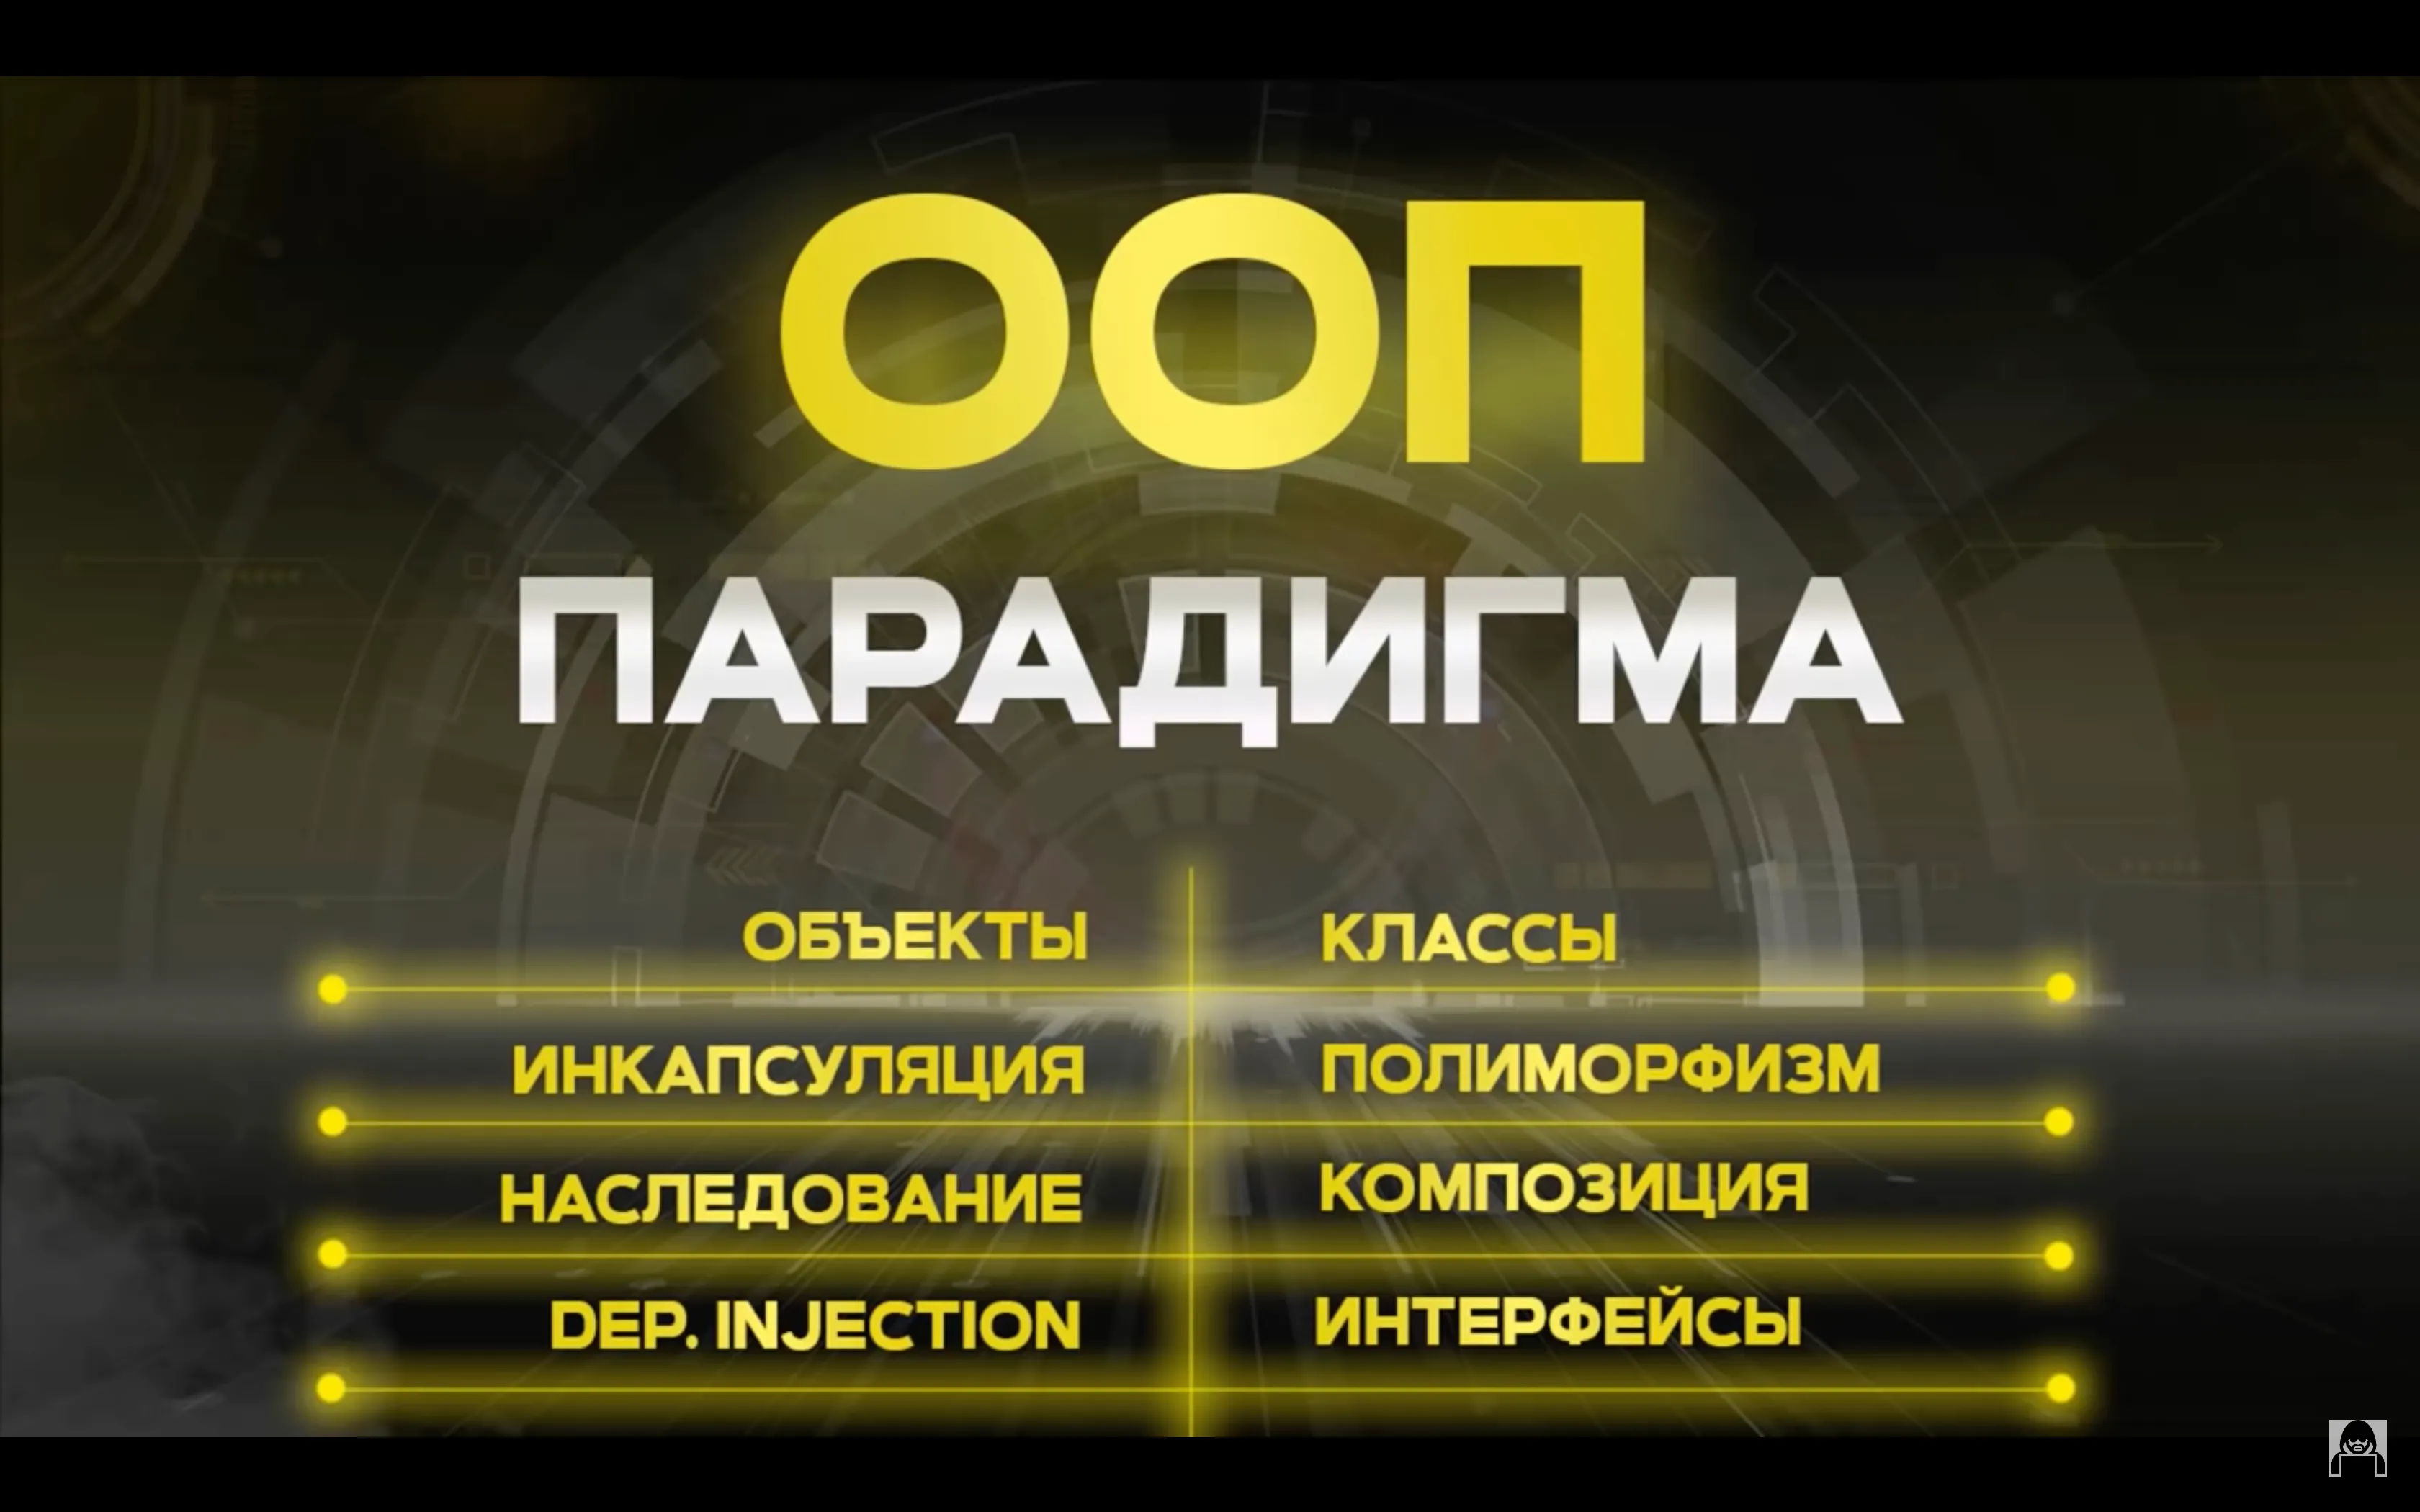 ООП
ПАРАДИГМА
ОБЪЕКТЫ
КЛАССЫ
ИНКАПСУЛЯЦИЯ
ПОЛИМОРФИЗМ
НАСЛЕДОВАНИЕ
КОМПОЗИЦИЯ
DEP. INJECTION
ИНТЕРФЕЙСЫ